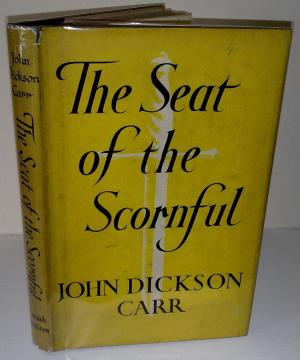 The Seat
of the
Scornful
JOHN DICKSON
CARR
John
Dickson
Carr
The Seat of the Scornful